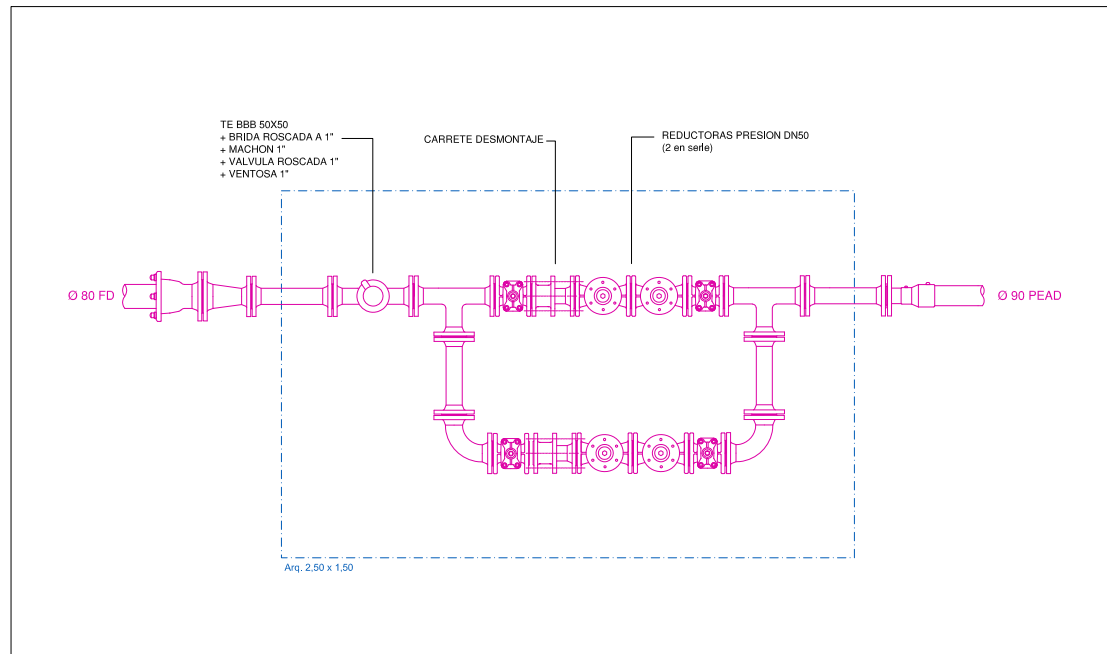 TE BBB 50X50
+ BRIDA ROSCADA A 1"
+ MACHON 1"
+ VALVULA ROSCADA 1"
+ VENTOSA 1"
CARRETE DESMONTAJE
REDUCTORAS PRESION DN50
(2 en serIe)
Ø 80 FD
Ø 90 PEAD
Arq. 2,50 x 1,50